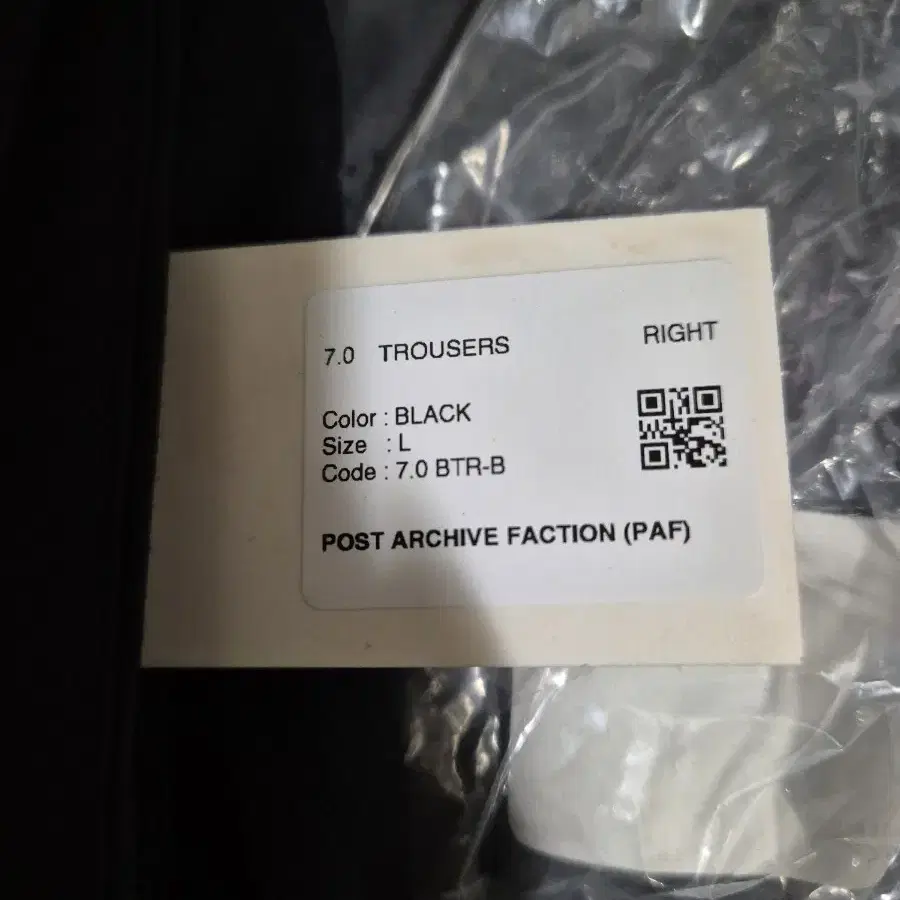 7.0 TROUSERS RIGHT
Color : BLACK
Size : L
Code : 7.0 BTR-B
POST ARCHIVE FACTION (PAF)